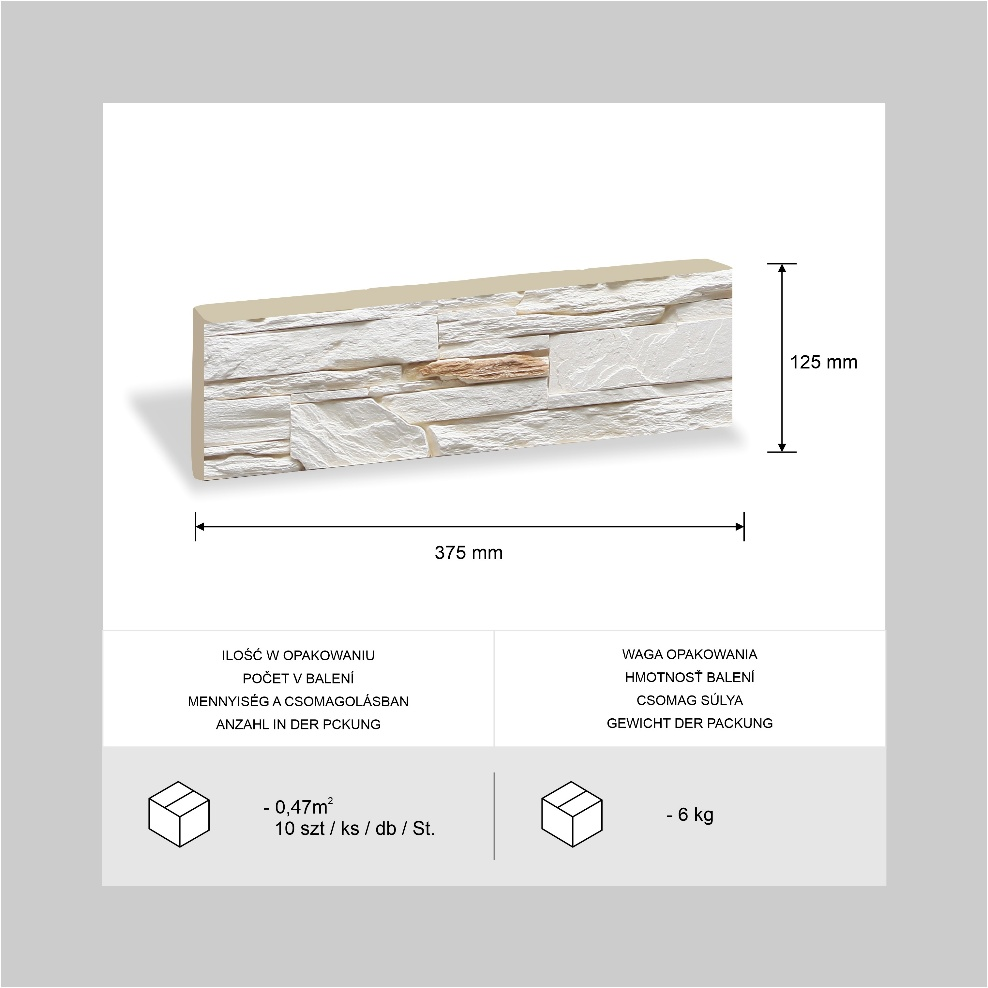 125 mm
375 mm
ILOŚĆ W OPAKOWANIU
POČET V BALENÍ
MENNYISÉG A CSOMAGOLÁSBAN
ANZAHL IN DER PCKUNG
WAGA OPAKOWANIA
HMOTNOSŤ BALENÍ
CSOMAG SÚLYA
GEWICHT DER PACKUNG
- 0,47m²
10 szt / ks / db / St.
- 6 kg